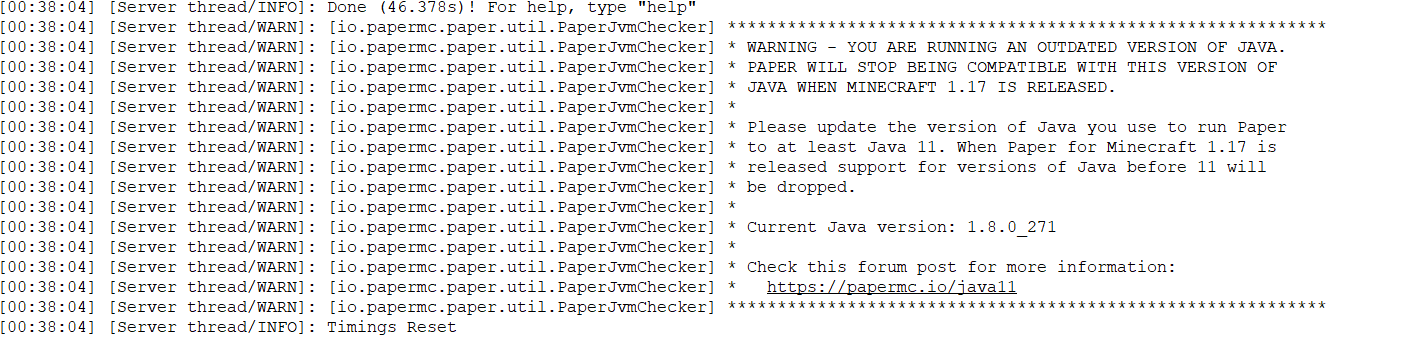 [00:38:04] [Server thread/INFO]: Done (46.378s)! For help, type "help"
[00:38:04] [Server thread/WARN]: [io.papermc.paper.util.PaperJvmChecker] ************************************************************
[00:38:04] [Server thread/WARN]: [io.papermc.paper.util.PaperJvmChecker] * WARNING - YOU ARE RUNNING AN OUTDATED VERSION OF JAVA.
[00:38:04] [Server thread/WARN]: [io.papermc.paper.util.PaperJvmChecker] * PAPER WILL STOP BEING COMPATIBLE WITH THIS VERSION OF
[00:38:04] [Server thread/WARN]: [io.papermc.paper.util.PaperJvmChecker] * JAVA WHEN MINECRAFT 1.17 IS RELEASED.
[00:38:04] [Server thread/WARN]: [io.papermc.paper.util.PaperJvmChecker] *
[00:38:04] [Server thread/WARN]: [io.papermc.paper.util.PaperJvmChecker] * Please update the version of Java you use to run Paper
[00:38:04] [Server thread/WARN]: [io.papermc.paper.util.PaperJvmChecker] * to at least Java 11. When Paper for Minecraft 1.17 is
[00:38:04] [Server thread/WARN]: [io.papermc.paper.util.PaperJvmChecker] * released support for versions of Java before 11 will
[00:38:04] [Server thread/WARN]: [io.papermc.paper.util.PaperJvmChecker] * be dropped.
[00:38:04] [Server thread/WARN]: [io.papermc.paper.util.PaperJvmChecker] *
[00:38:04] [Server thread/WARN]: [io.papermc.paper.util.PaperJvmChecker] * Current Java version: 1.8.0_271
[00:38:04] [Server thread/WARN]: [io.papermc.paper.util.PaperJvmChecker] *
[00:38:04] [Server thread/WARN]: [io.papermc.paper.util.PaperJvmChecker] * Check this forum post for more information:
[00:38:04] [Server thread/WARN]: [io.papermc.paper.util.PaperJvmChecker] *   https://papermc.io/java11
[00:38:04] [Server thread/WARN]: [io.papermc.paper.util.PaperJvmChecker] ************************************************************
[00:38:04] [Server thread/INFO]: Timings Reset